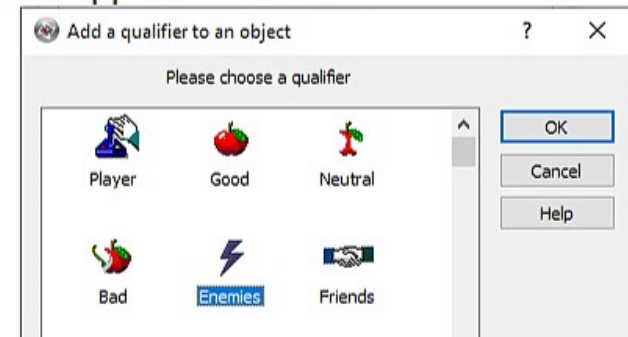 Add a qualifier to an object
Please choose a qualifier
Player Good Neutral
Bad Enemies Friends
OK
Cancel
Help